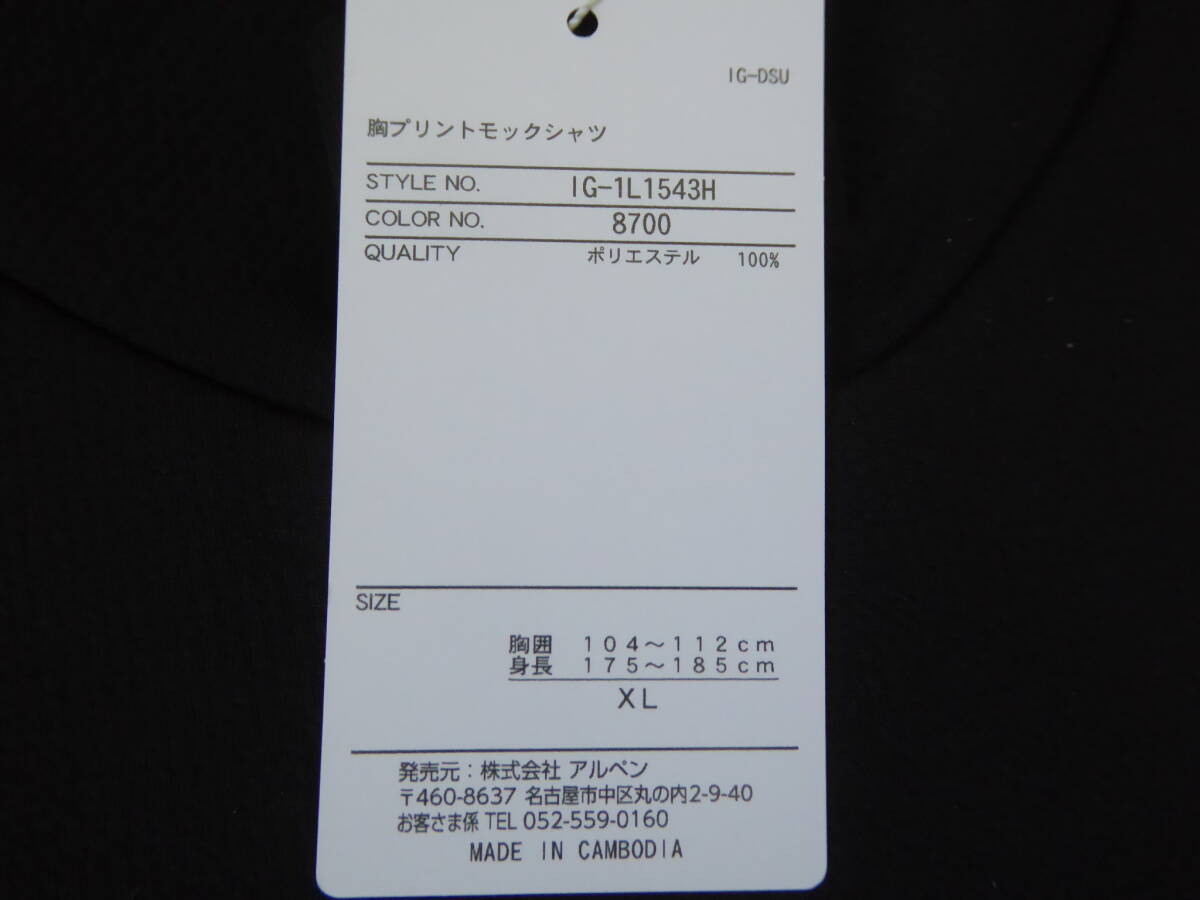 IG-DSU
胸プリントモックシャツ
STYLE NO. IG-1L1543H
COLOR NO. 8700
QUALITY ポリエステル 100%
SIZE
胸囲 １０４～１１２ｃｍ
身長 １７５～１８５ｃｍ
ＸＬ
発売元：株式会社 アルペン
〒460-8637 名古屋市中区丸の内2-9-40
お客さま係 TEL 052-559-0160
MADE IN CAMBODIA